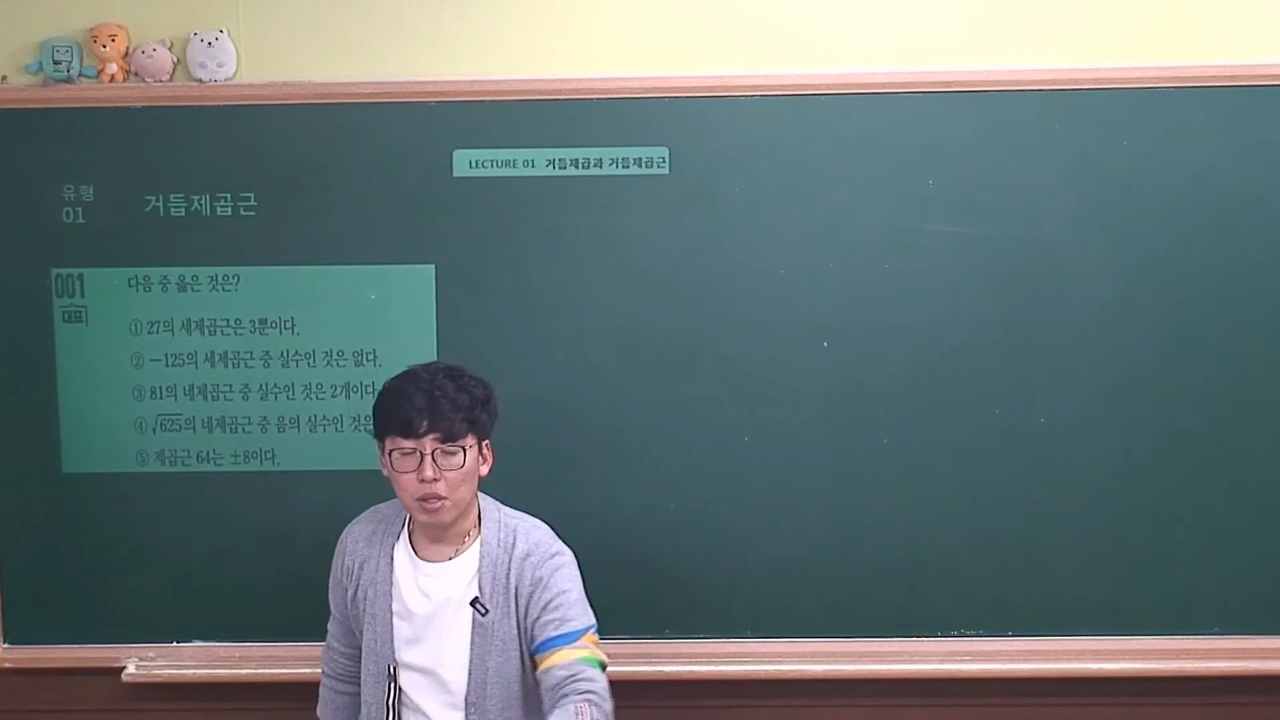 LECTURE 01 거듭제곱과 거듭제곱근
유형
01
거듭제곱근
001
대표
다음 중 옳은 것은?
① 27의 세제곱근은 3뿐이다.
② -125의 세제곱근 중 실수인 것은 없다.
③ 81의 네제곱근 중 실수인 것은 2개이다
④ √625의 네제곱근 중 음의 실수인 것은
⑤ 제곱근 64는 ±8이다.